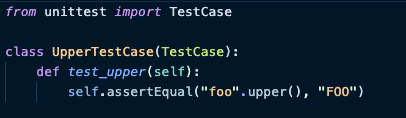 from unittest import TestCase

class UpperTestCase(TestCase):
    def test_upper(self):
        self.assertEqual("foo".upper(), "FOO")